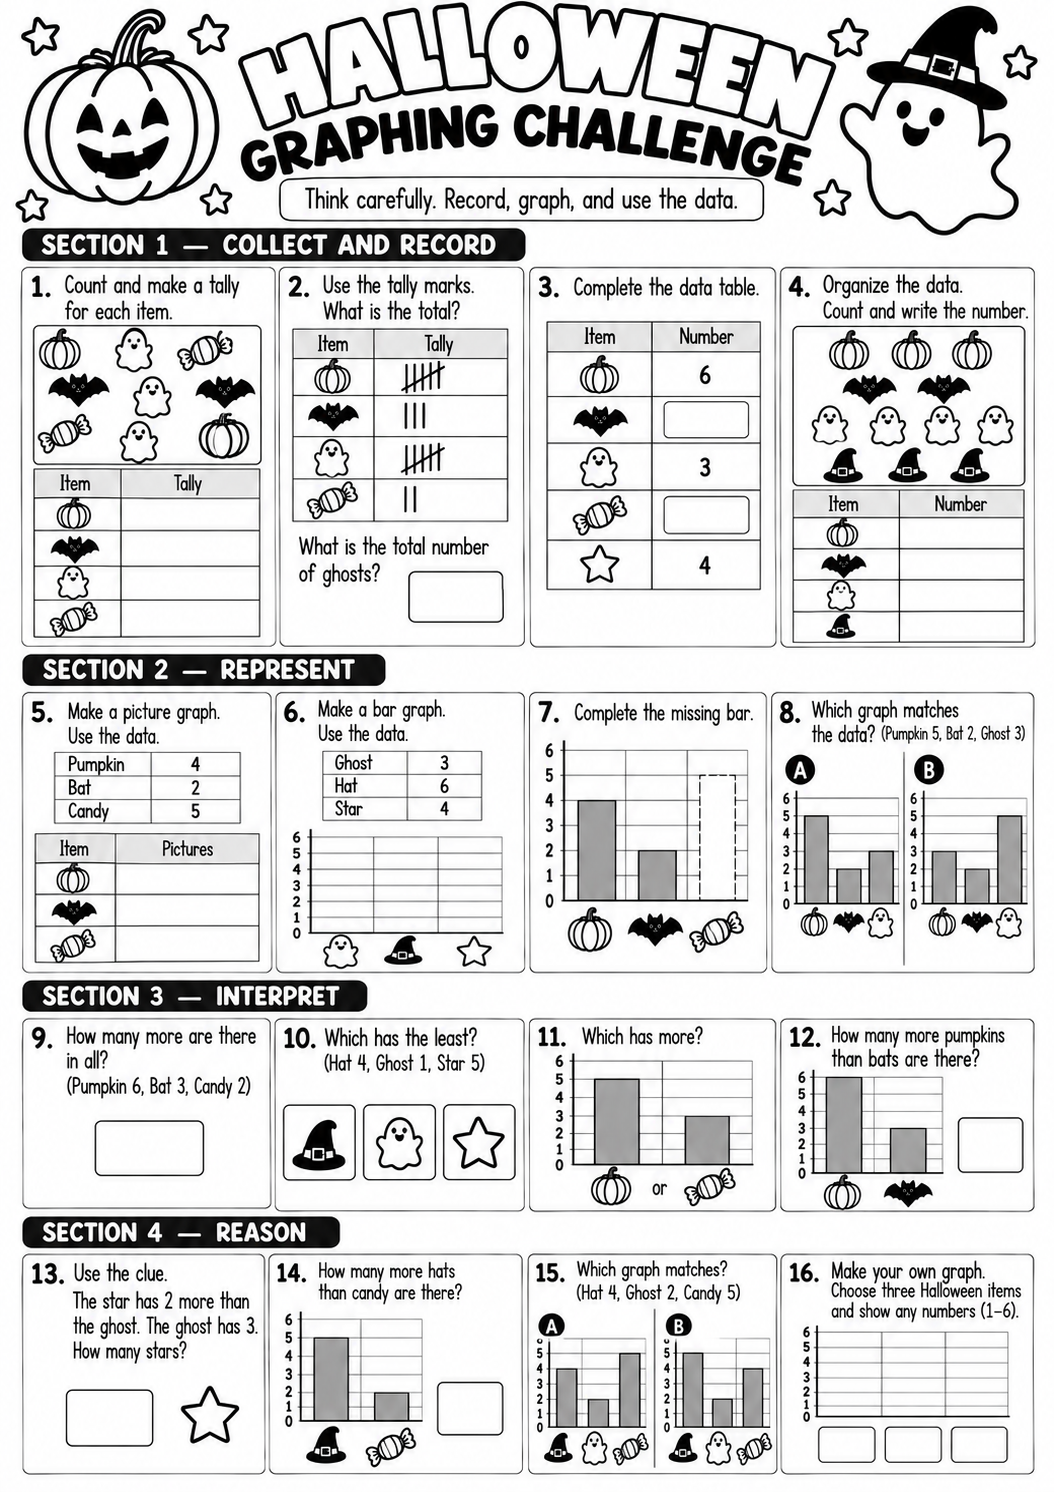 HALLOWEEN
GRAPHING CHALLENGE
Think carefully. Record, graph, and use the data.
SECTION 1 — COLLECT AND RECORD
1. Count and make a tally
for each item.
Item Tally
2. Use the tally marks.
What is the total?
Item Tally
What is the total number
of ghosts?
3. Complete the data table.
Item Number
6
3
4
4. Organize the data.
Count and write the number.
Item Number
SECTION 2 — REPRESENT
5. Make a picture graph.
Use the data.
Pumpkin 4
Bat 2
Candy 5
Item Pictures
6. Make a bar graph.
Use the data.
Ghost 3
Hat 6
Star 4
6
5
4
3
2
1
0
7. Complete the missing bar.
6
5
4
3
2
1
0
8. Which graph matches
the data? (Pumpkin 5, Bat 2, Ghost 3)
A
6
5
4
3
2
1
0
B
6
5
4
3
2
1
0
SECTION 3 — INTERPRET
9. How many more are there
in all?
(Pumpkin 6, Bat 3, Candy 2)
10. Which has the least?
(Hat 4, Ghost 1, Star 5)
11. Which has more?
6
5
4
3
2
1
0
or
12. How many more pumpkins
than bats are there?
6
5
4
3
2
1
0
SECTION 4 — REASON
13. Use the clue.
The star has 2 more than
the ghost. The ghost has 3.
How many stars?
14. How many more hats
than candy are there?
6
5
4
3
2
1
0
15. Which graph matches?
(Hat 4, Ghost 2, Candy 5)
A
5
4
3
2
1
0
B
5
4
3
2
1
0
16. Make your own graph.
Choose three Halloween items
and show any numbers (1–6).
6
5
4
3
2
1
0